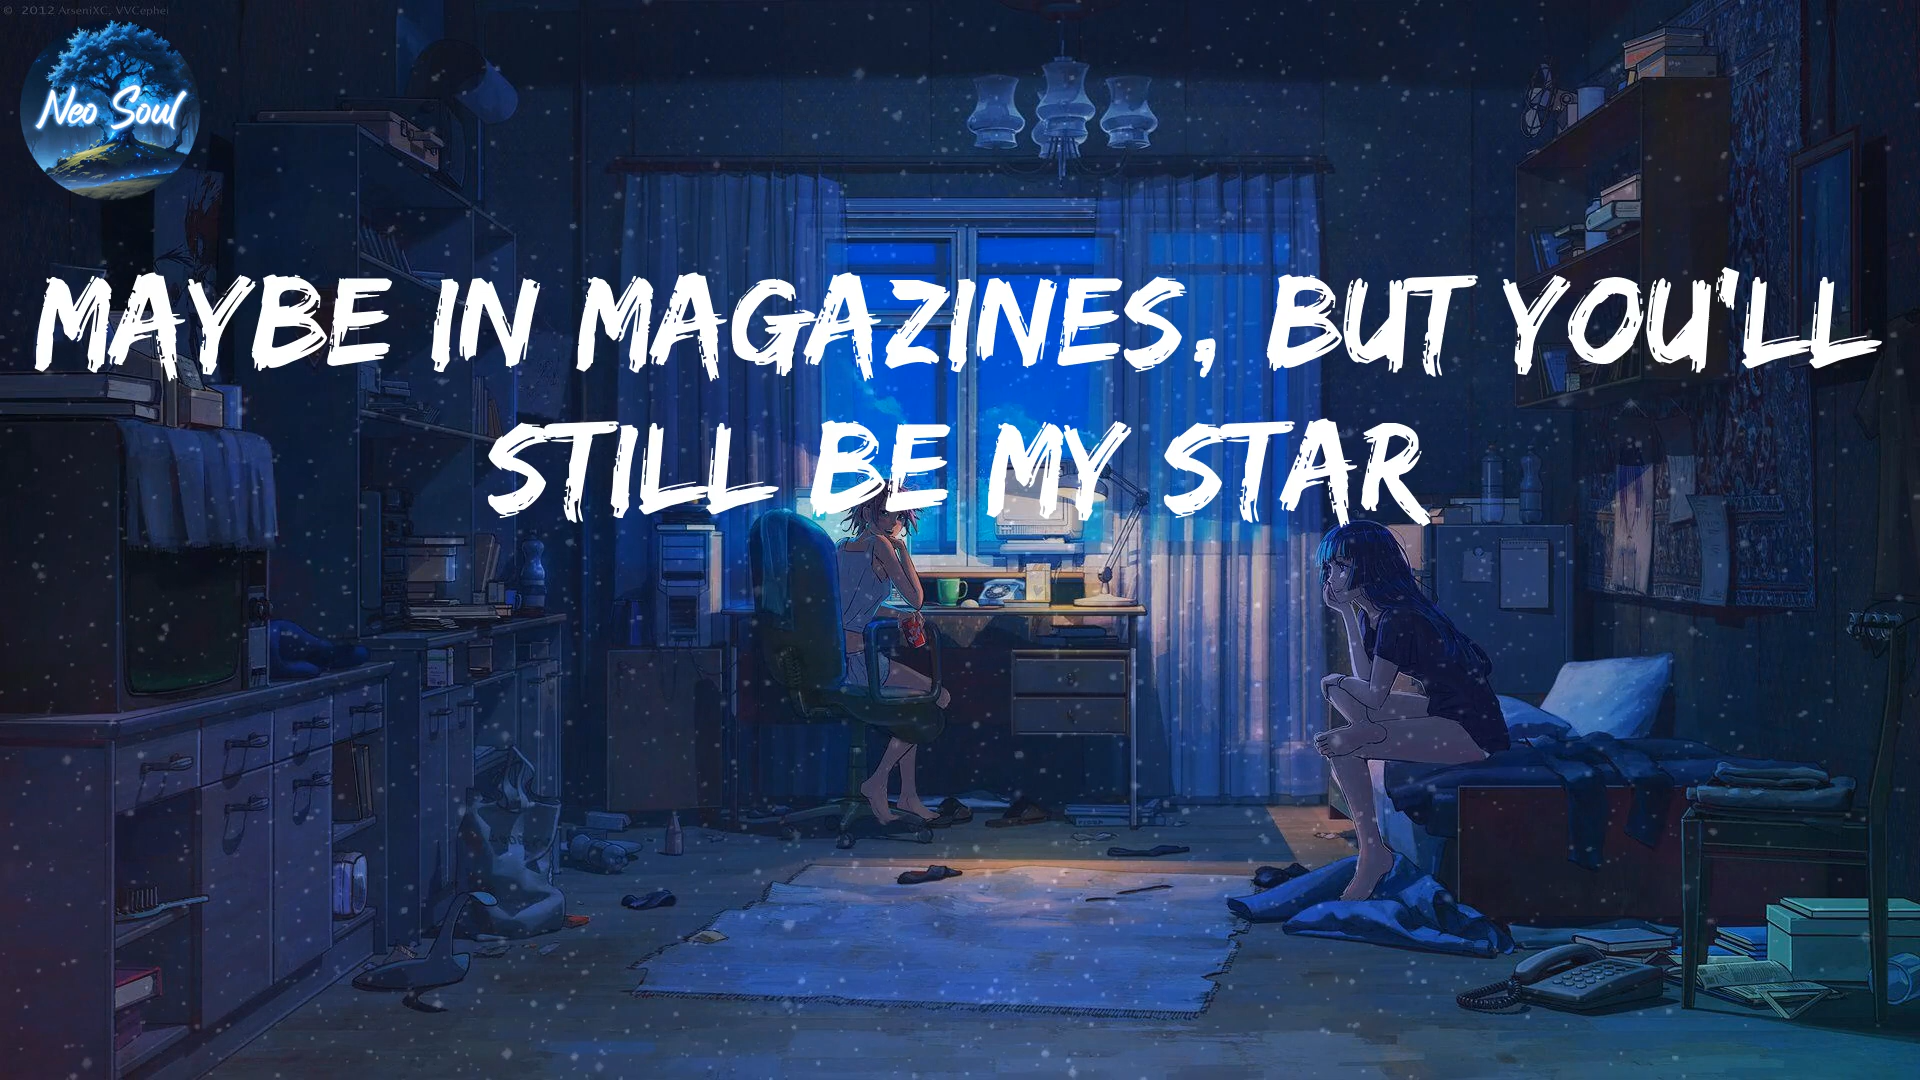 © 2012 ArseniXC, VVCephei
Neo Soul
MAYBE IN MAGAZINES, BUT YOU'LL
STILL BE MY STAR